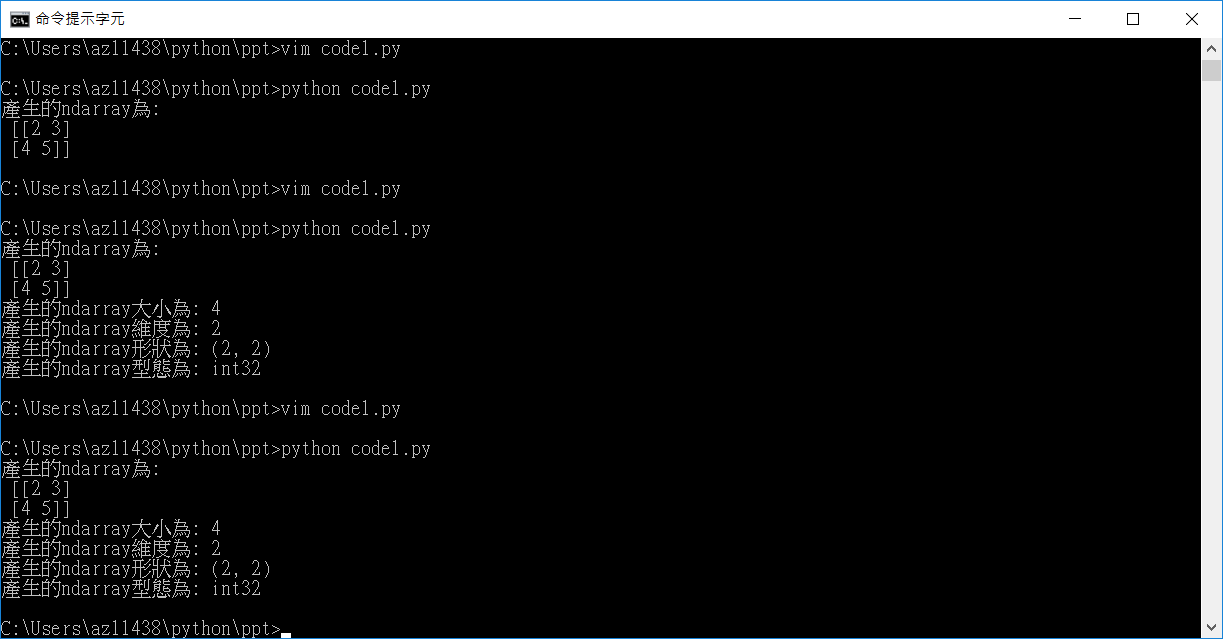 命令提示字元
C:\Users\az11438\python\ppt>vim code1.py
C:\Users\az11438\python\ppt>python code1.py
產生的ndarray為:
[[2 3]
[4 5]]
C:\Users\az11438\python\ppt>vim code1.py
C:\Users\az11438\python\ppt>python code1.py
產生的ndarray為:
[[2 3]
[4 5]]
產生的ndarray大小為: 4
產生的ndarray維度為: 2
產生的ndarray形狀為: (2, 2)
產生的ndarray型態為: int32
C:\Users\az11438\python\ppt>vim code1.py
C:\Users\az11438\python\ppt>python code1.py
產生的ndarray為:
[[2 3]
[4 5]]
產生的ndarray大小為: 4
產生的ndarray維度為: 2
產生的ndarray形狀為: (2, 2)
產生的ndarray型態為: int32
C:\Users\az11438\python\ppt>